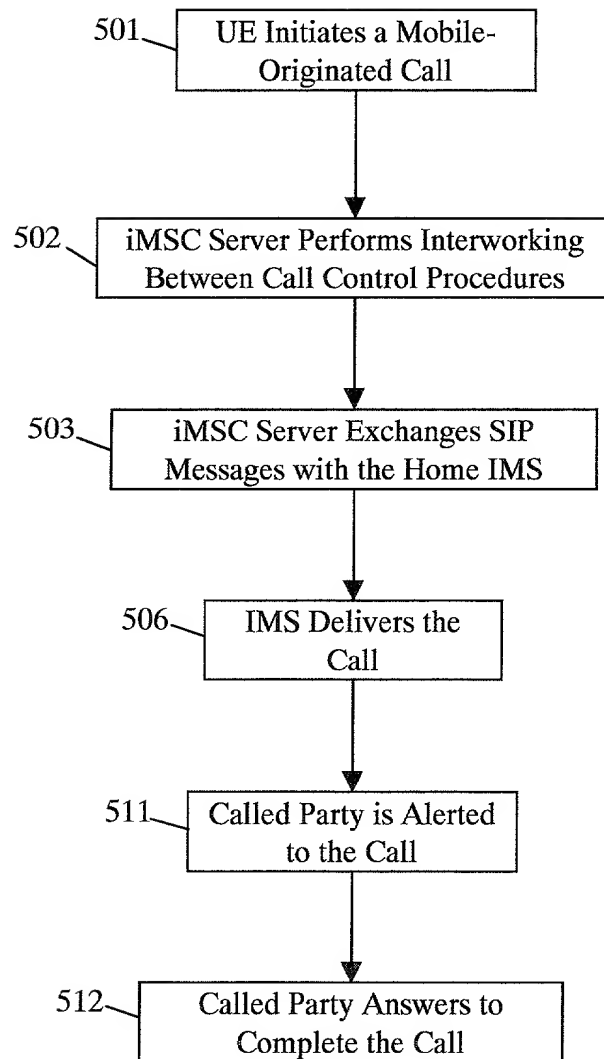 501
UE Initiates a Mobile-
Originated Call
502
iMSC Server Performs Interworking
Between Call Control Procedures
503
iMSC Server Exchanges SIP
Messages with the Home IMS
506
IMS Delivers the
Call
511
Called Party is Alerted
to the Call
512
Called Party Answers to
Complete the Call